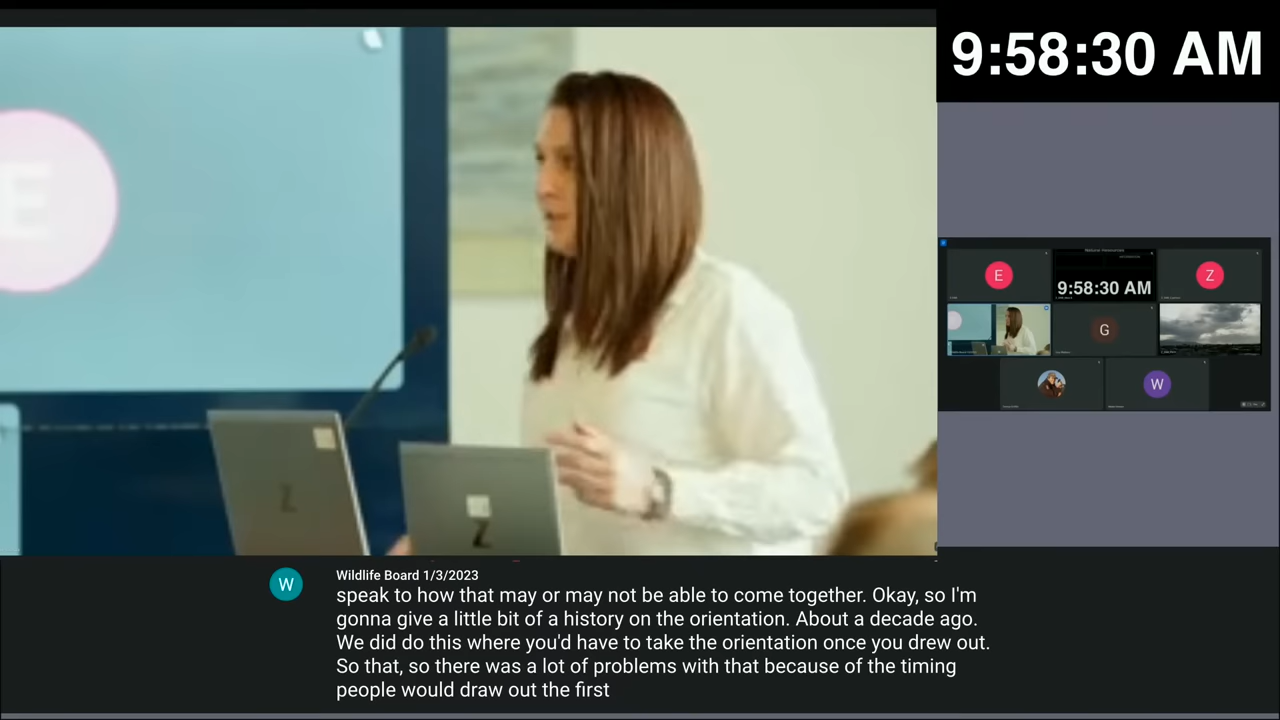 9:58:30 AM
E
E
Z
9:58:30 AM
G
W
Z
Z
W
Wildlife Board 1/3/2023
speak to how that may or may not be able to come together. Okay, so I'm
gonna give a little bit of a history on the orientation. About a decade ago.
We did do this where you'd have to take the orientation once you drew out.
So that, so there was a lot of problems with that because of the timing
people would draw out the first